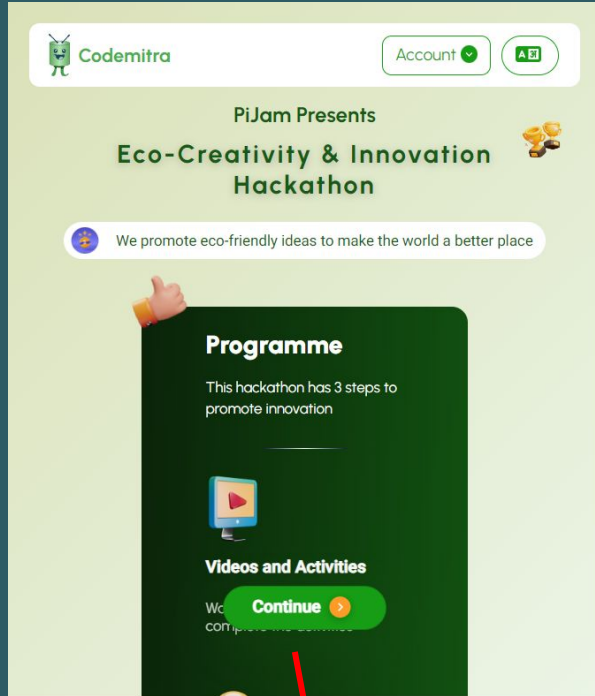 Codemitra
Account
A अ
PiJam Presents
Eco-Creativity & Innovation
Hackathon
We promote eco-friendly ideas to make the world a better place
Programme
This hackathon has 3 steps to
promote innovation
Videos and Activities
Continue